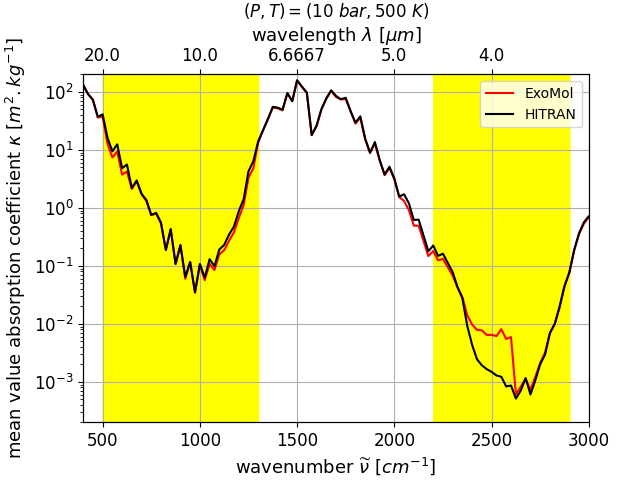 (P, T) = (10 bar, 500 K)
wavelength λ [μm]
20.0 10.0 6.6667 5.0 4.0
mean value absorption coefficient κ [m².kg⁻¹]
10²
10¹
10⁰
10⁻¹
10⁻²
10⁻³
ExoMol
HITRAN
500 1000 1500 2000 2500 3000
wavenumber ν̃ [cm⁻¹]